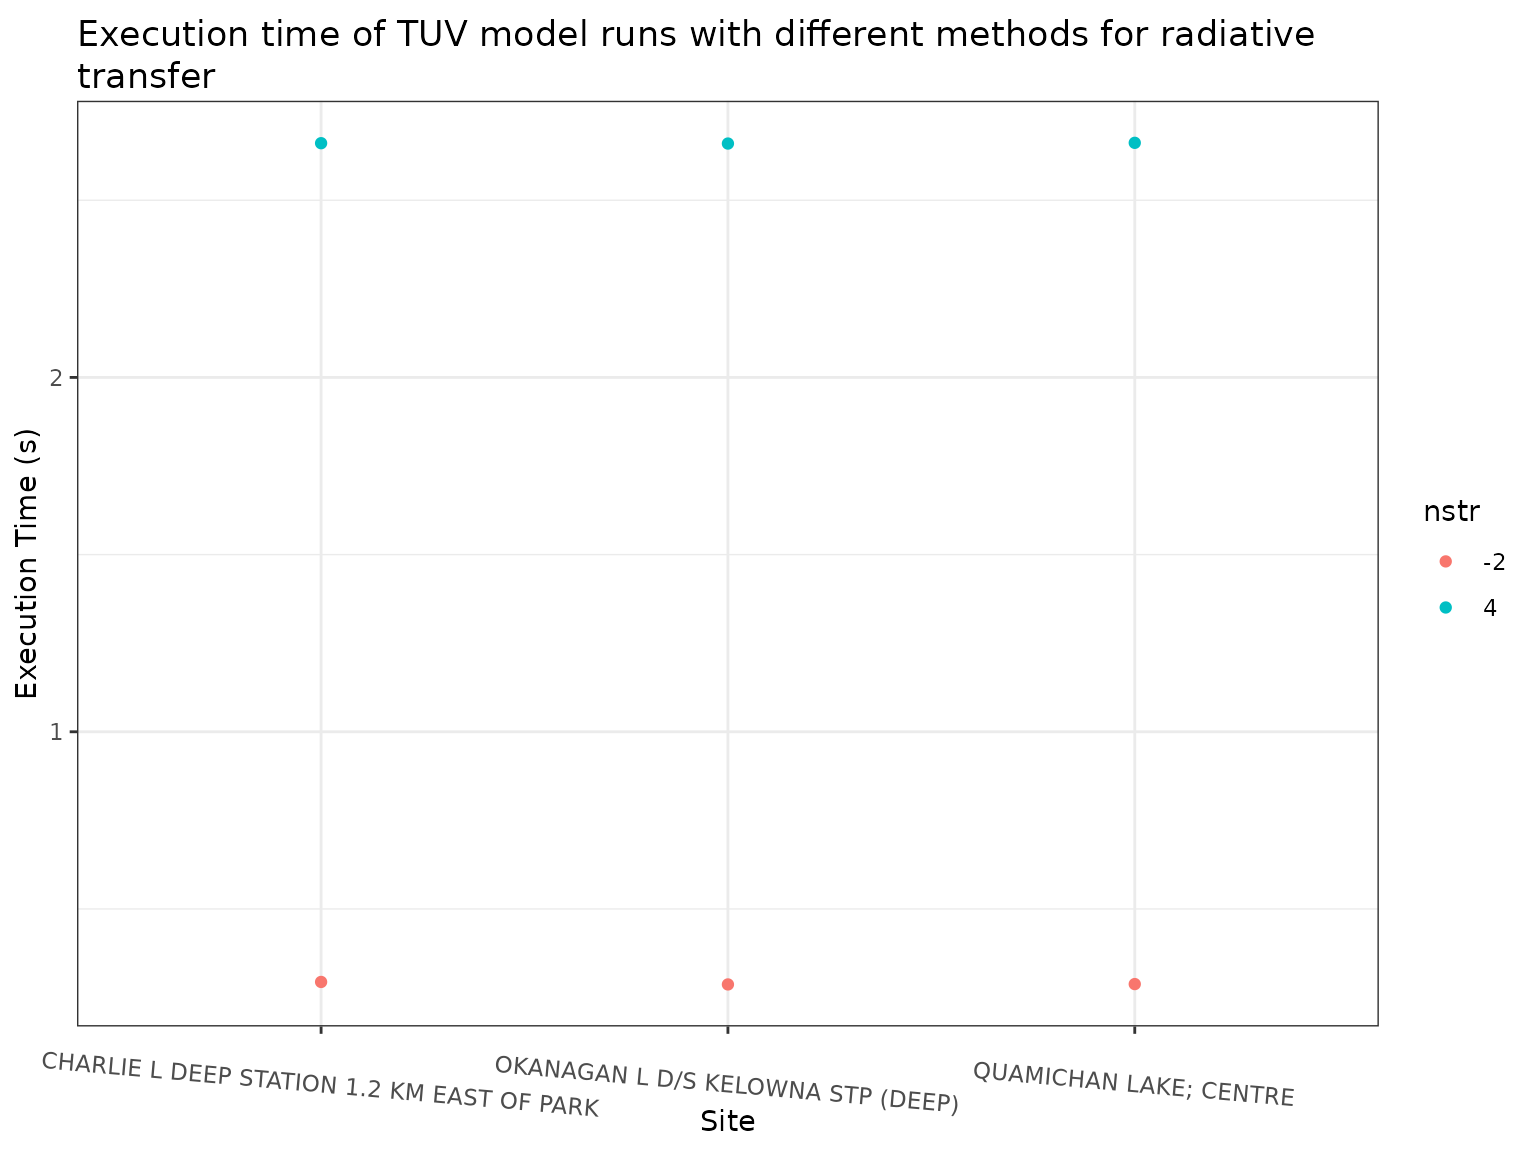 Execution time of TUV model runs with different methods for radiative
transfer
Execution Time (s)
2
1
CHARLIE L DEEP STATION 1.2 KM EAST OF PARK
OKANAGAN L D/S KELOWNA STP (DEEP)
QUAMICHAN LAKE; CENTRE
Site
nstr
-2
4